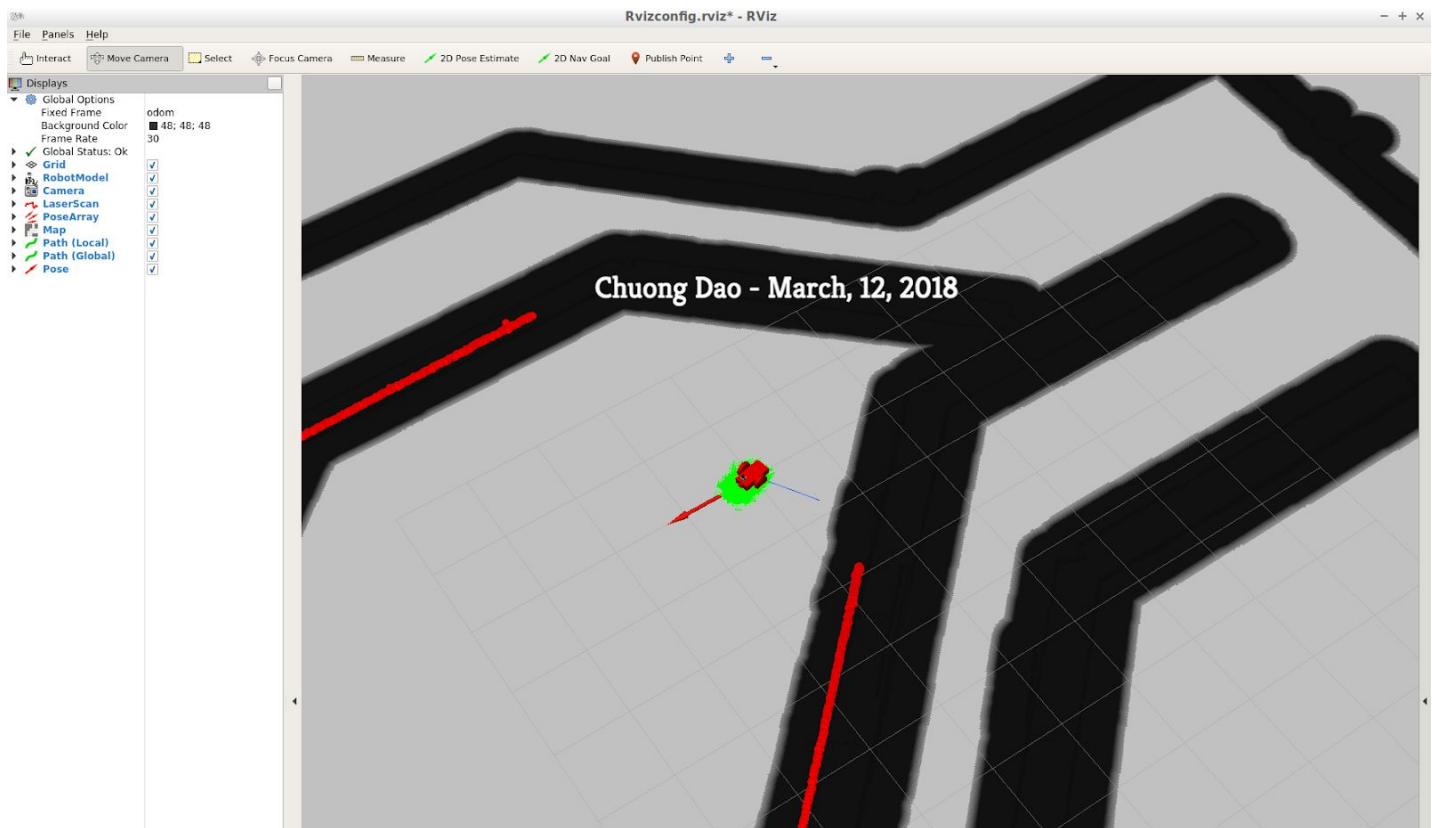 Rvizconfig.rviz* - RViz
File Panels Help
Interact Move Camera Select Focus Camera Measure 2D Pose Estimate 2D Nav Goal Publish Point
Displays
Global Options
Fixed Frame odom
Background Color 48; 48; 48
Frame Rate 30
Global Status: Ok
Grid
RobotModel
Camera
LaserScan
PoseArray
Map
Path (Local)
Path (Global)
Pose
Chuong Dao - March, 12, 2018